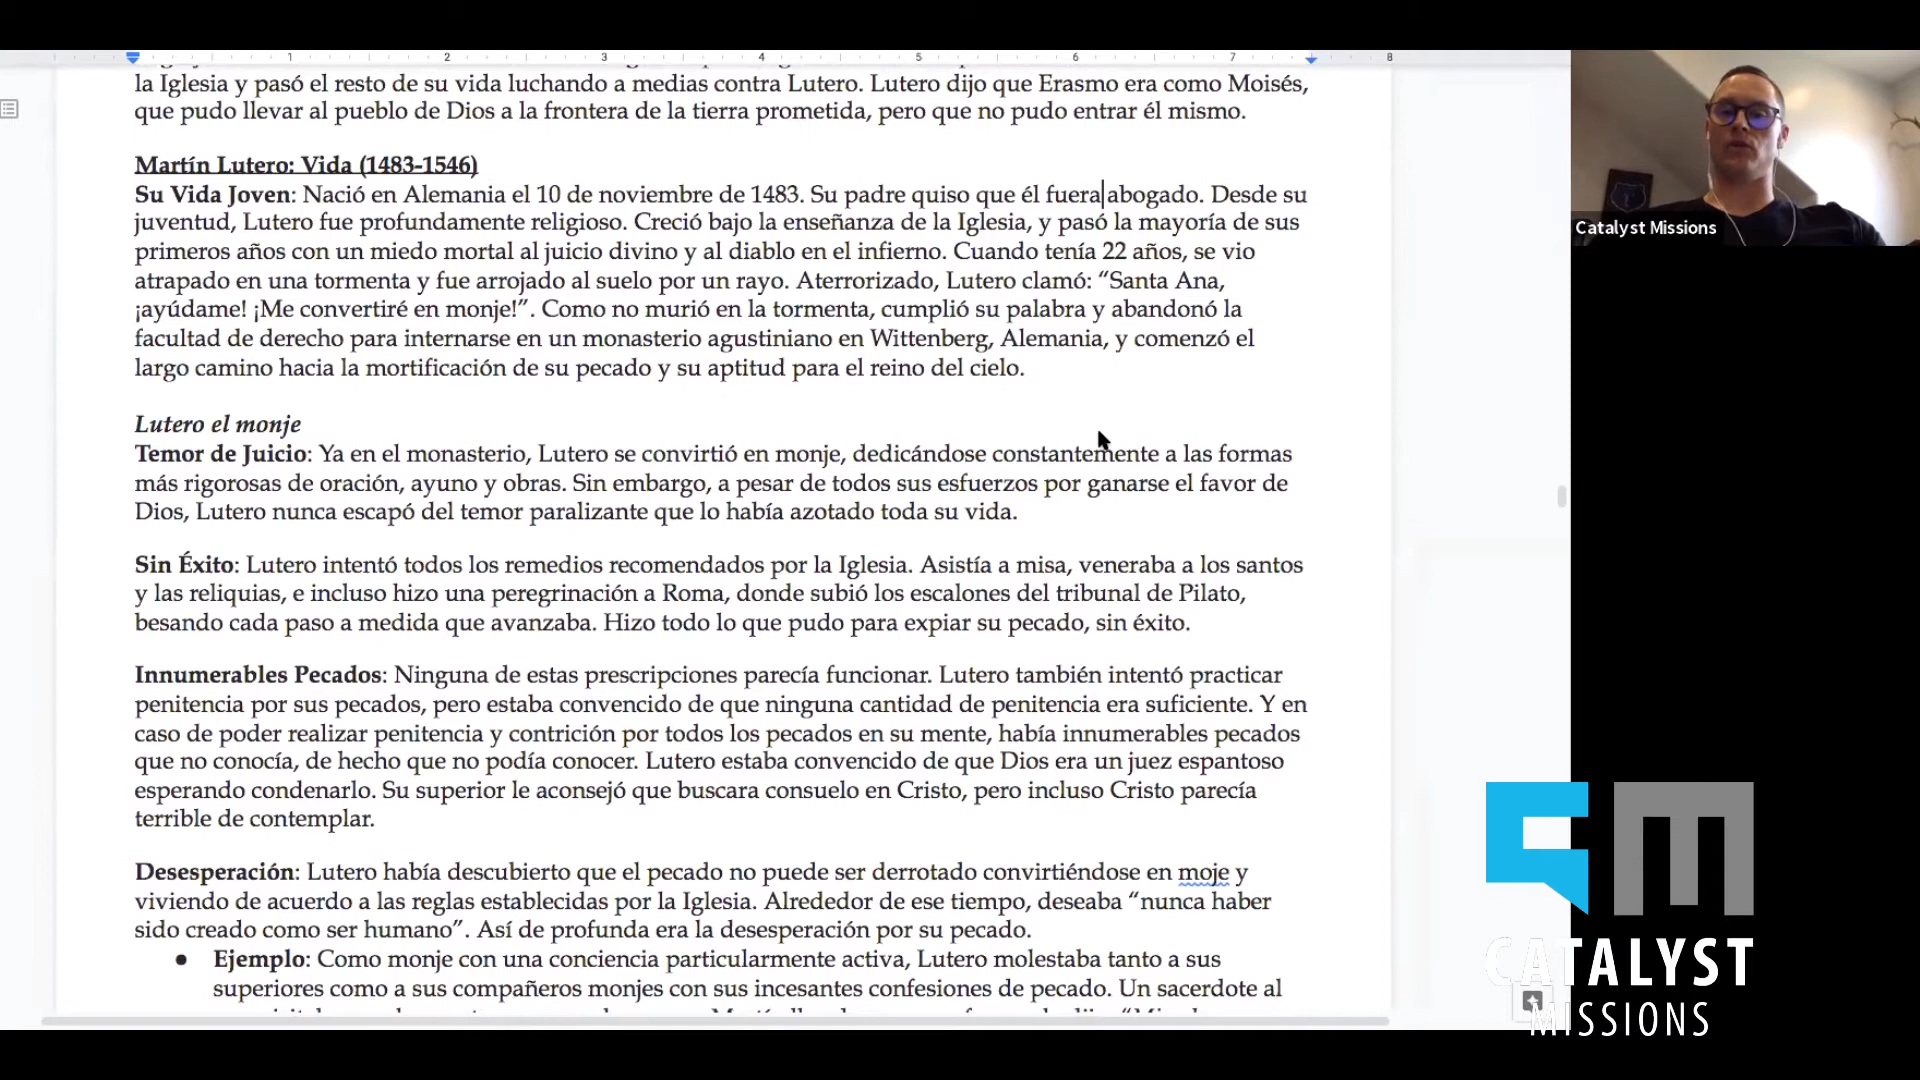 1 2 3 4 5 6 7 8
la Iglesia y pasó el resto de su vida luchando a medias contra Lutero. Lutero dijo que Erasmo era como Moisés,
que pudo llevar al pueblo de Dios a la frontera de la tierra prometida, pero que no pudo entrar él mismo.
Martín Lutero: Vida (1483-1546)
Su Vida Joven: Nació en Alemania el 10 de noviembre de 1483. Su padre quiso que él fuera abogado. Desde su
juventud, Lutero fue profundamente religioso. Creció bajo la enseñanza de la Iglesia, y pasó la mayoría de sus
primeros años con un miedo mortal al juicio divino y al diablo en el infierno. Cuando tenía 22 años, se vio
atrapado en una tormenta y fue arrojado al suelo por un rayo. Aterrorizado, Lutero clamó: “Santa Ana,
¡ayúdame! ¡Me convertiré en monje!”. Como no murió en la tormenta, cumplió su palabra y abandonó la
facultad de derecho para internarse en un monasterio agustiniano en Wittenberg, Alemania, y comenzó el
largo camino hacia la mortificación de su pecado y su aptitud para el reino del cielo.
Lutero el monje
Temor de Juicio: Ya en el monasterio, Lutero se convirtió en monje, dedicándose constantemente a las formas
más rigorosas de oración, ayuno y obras. Sin embargo, a pesar de todos sus esfuerzos por ganarse el favor de
Dios, Lutero nunca escapó del temor paralizante que lo había azotado toda su vida.
Sin Éxito: Lutero intentó todos los remedios recomendados por la Iglesia. Asistía a misa, veneraba a los santos
y las reliquias, e incluso hizo una peregrinación a Roma, donde subió los escalones del tribunal de Pilato,
besando cada paso a medida que avanzaba. Hizo todo lo que pudo para expiar su pecado, sin éxito.
Innumerables Pecados: Ninguna de estas prescripciones parecía funcionar. Lutero también intentó practicar
penitencia por sus pecados, pero estaba convencido de que ninguna cantidad de penitencia era suficiente. Y en
caso de poder realizar penitencia y contrición por todos los pecados en su mente, había innumerables pecados
que no conocía, de hecho que no podía conocer. Lutero estaba convencido de que Dios era un juez espantoso
esperando condenarlo. Su superior le aconsejó que buscara consuelo en Cristo, pero incluso Cristo parecía
terrible de contemplar.
Desesperación: Lutero había descubierto que el pecado no puede ser derrotado convirtiéndose en moje y
viviendo de acuerdo a las reglas establecidas por la Iglesia. Alrededor de ese tiempo, deseaba “nunca haber
sido creado como ser humano”. Así de profunda era la desesperación por su pecado.
● Ejemplo: Como monje con una conciencia particularmente activa, Lutero molestaba tanto a sus
superiores como a sus compañeros monjes con sus incesantes confesiones de pecado. Un sacerdote al
Catalyst Missions
CATALYST
MISSIONS